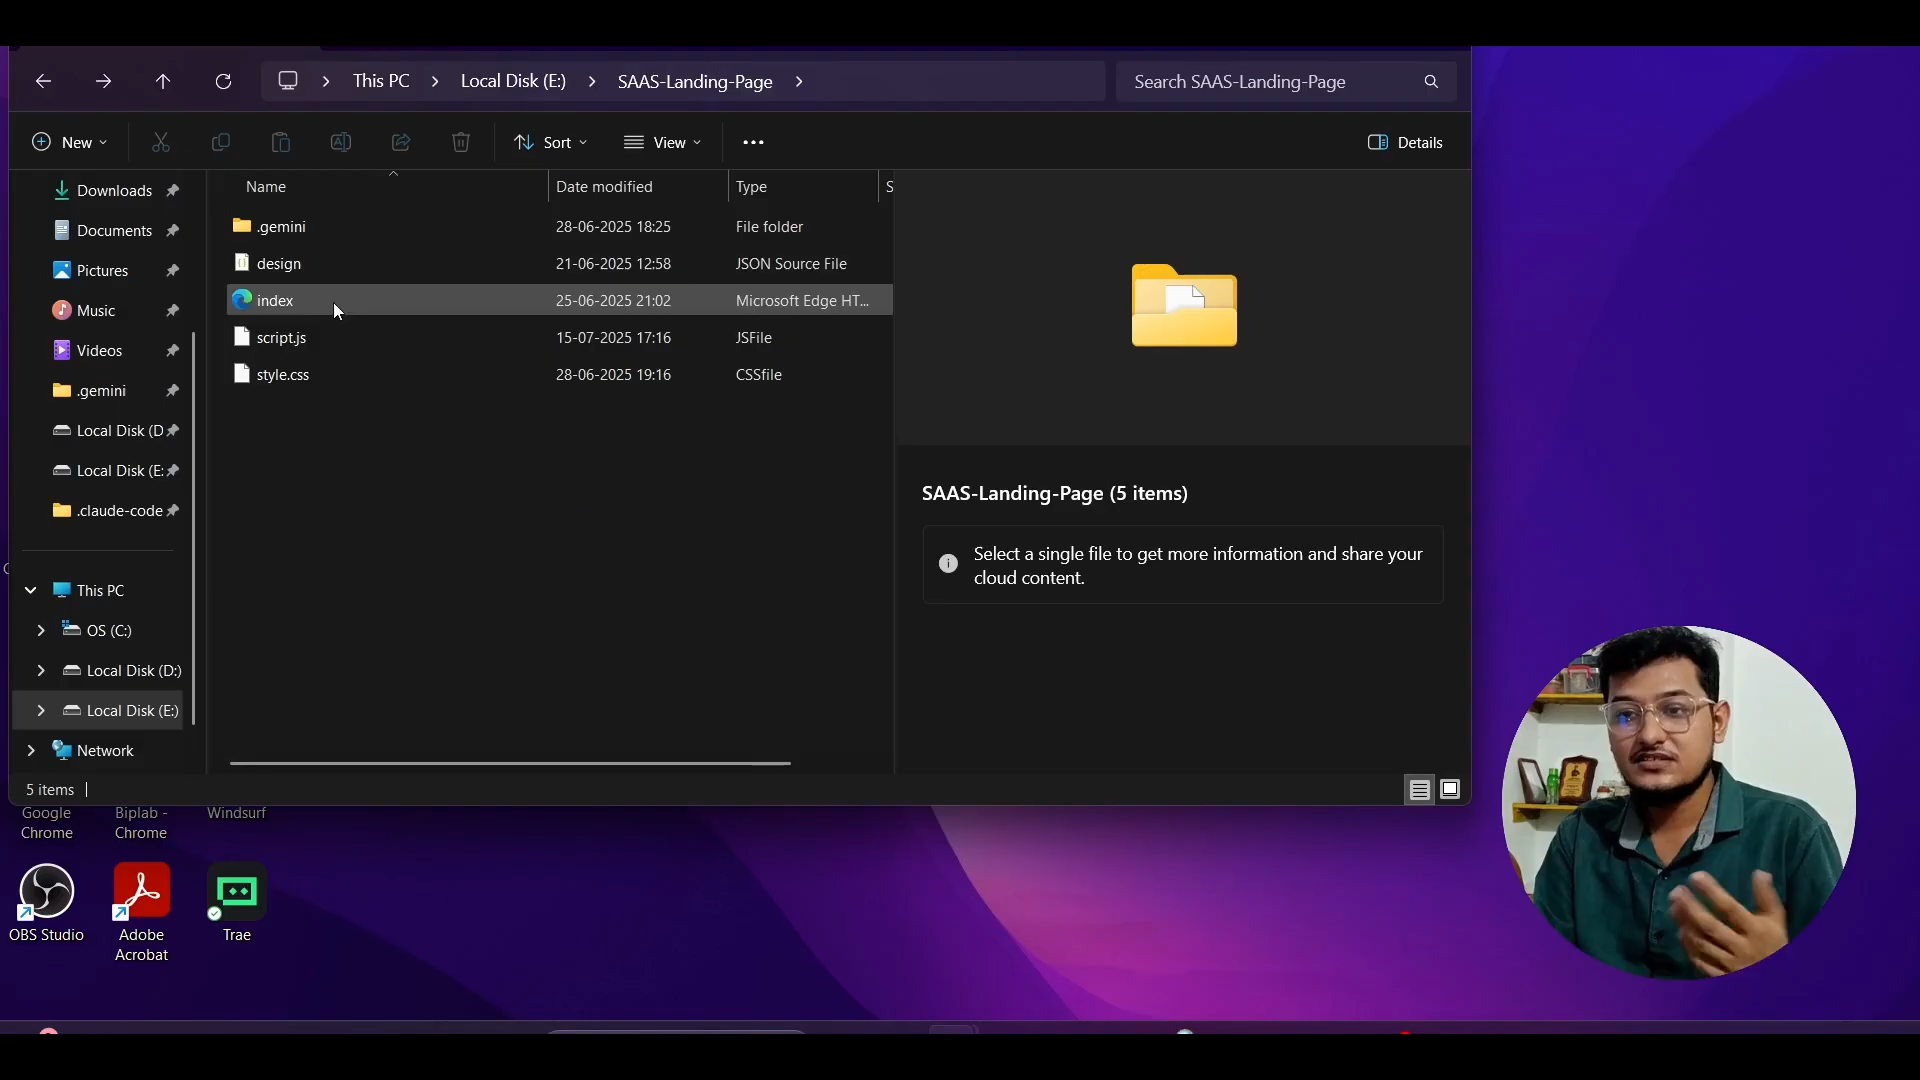 This PC
Local Disk (E:)
SAAS-Landing-Page
Search SAAS-Landing-Page
New
Sort
View
Details
Name
Date modified
Type
S
.gemini
28-06-2025 18:25
File folder
design
21-06-2025 12:58
JSON Source File
index
25-06-2025 21:02
Microsoft Edge HT...
script.js
15-07-2025 17:16
JSFile
style.css
28-06-2025 19:16
CSSfile
Downloads
Documents
Pictures
Music
Videos
.gemini
Local Disk (D
Local Disk (E:
.claude-code
This PC
OS (C:)
Local Disk (D:)
Local Disk (E:)
Network
SAAS-Landing-Page (5 items)
Select a single file to get more information and share your
cloud content.
5 items
Google
Chrome
Biplab -
Chrome
Windsurf
OBS Studio
Adobe
Acrobat
Trae